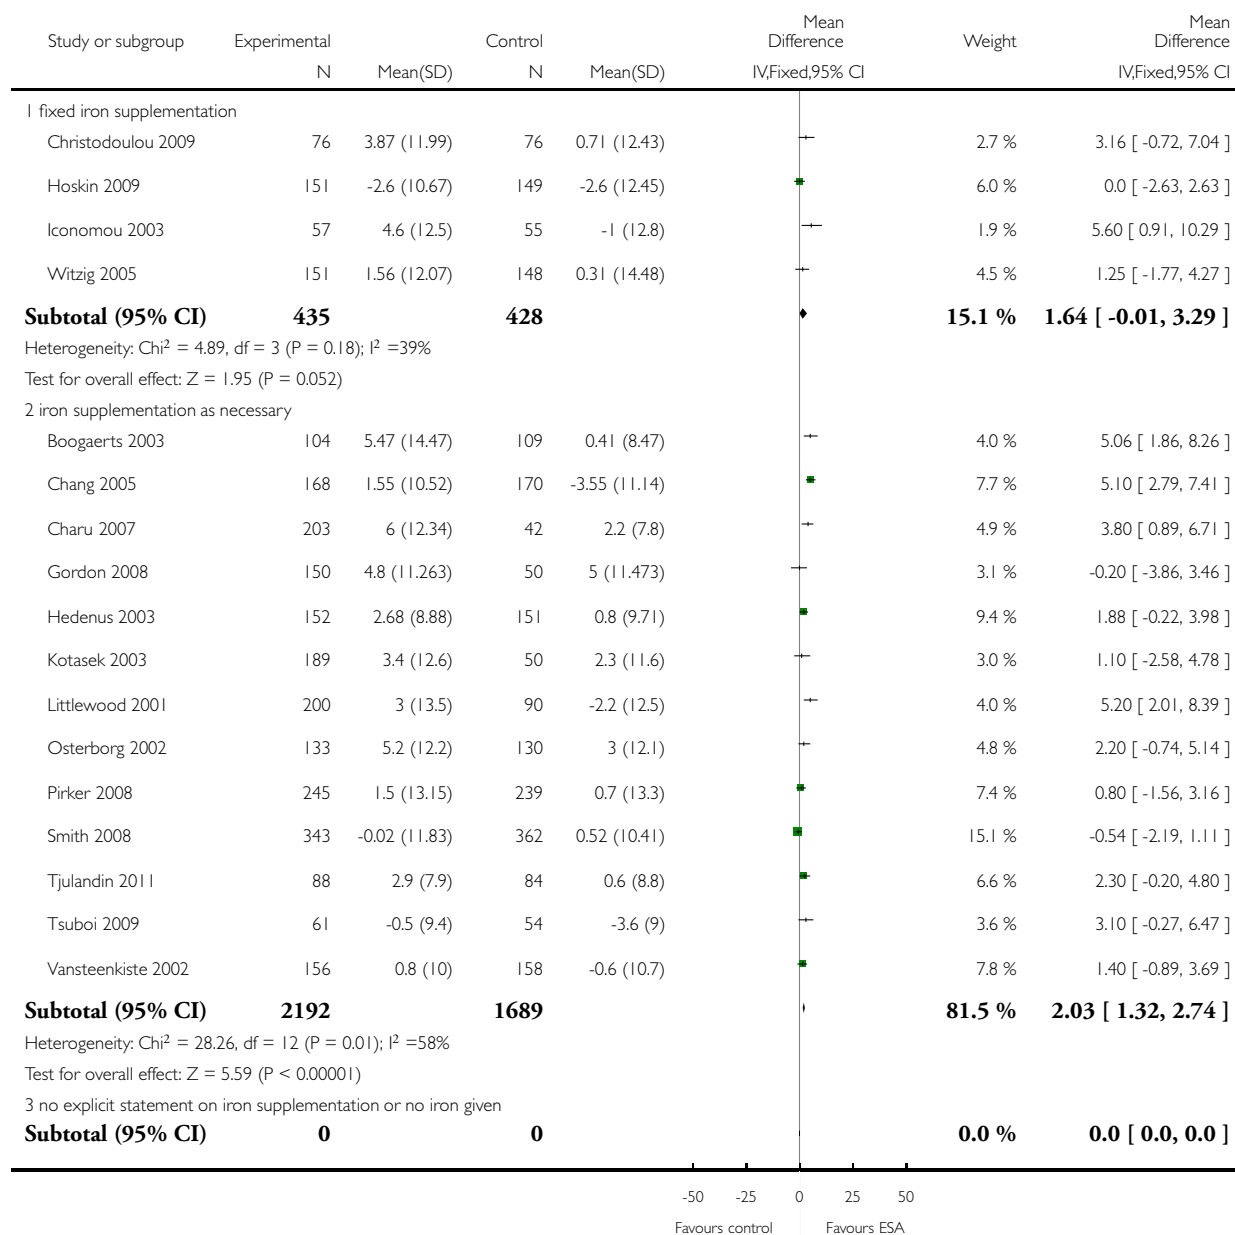 Study or subgroup Experimental Control Mean Difference Weight Mean Difference
N Mean(SD) N Mean(SD) IV,Fixed,95% CI IV,Fixed,95% CI
1 fixed iron supplementation
Christodoulou 2009 76 3.87 (11.99) 76 0.71 (12.43) 2.7 % 3.16 [ -0.72, 7.04 ]
Hoskin 2009 151 -2.6 (10.67) 149 -2.6 (12.45) 6.0 % 0.0 [ -2.63, 2.63 ]
Iconomou 2003 57 4.6 (12.5) 55 -1 (12.8) 1.9 % 5.60 [ 0.91, 10.29 ]
Witzig 2005 151 1.56 (12.07) 148 0.31 (14.48) 4.5 % 1.25 [ -1.77, 4.27 ]
Subtotal (95% CI) 435 428 15.1 % 1.64 [ -0.01, 3.29 ]
Heterogeneity: Chi² = 4.89, df = 3 (P = 0.18); I² =39%
Test for overall effect: Z = 1.95 (P = 0.052)
2 iron supplementation as necessary
Boogaerts 2003 104 5.47 (14.47) 109 0.41 (8.47) 4.0 % 5.06 [ 1.86, 8.26 ]
Chang 2005 168 1.55 (10.52) 170 -3.55 (11.14) 7.7 % 5.10 [ 2.79, 7.41 ]
Charu 2007 203 6 (12.34) 42 2.2 (7.8) 4.9 % 3.80 [ 0.89, 6.71 ]
Gordon 2008 150 4.8 (11.263) 50 5 (11.473) 3.1 % -0.20 [ -3.86, 3.46 ]
Hedenus 2003 152 2.68 (8.88) 151 0.8 (9.71) 9.4 % 1.88 [ -0.22, 3.98 ]
Kotasek 2003 189 3.4 (12.6) 50 2.3 (11.6) 3.0 % 1.10 [ -2.58, 4.78 ]
Littlewood 2001 200 3 (13.5) 90 -2.2 (12.5) 4.0 % 5.20 [ 2.01, 8.39 ]
Osterborg 2002 133 5.2 (12.2) 130 3 (12.1) 4.8 % 2.20 [ -0.74, 5.14 ]
Pirker 2008 245 1.5 (13.15) 239 0.7 (13.3) 7.4 % 0.80 [ -1.56, 3.16 ]
Smith 2008 343 -0.02 (11.83) 362 0.52 (10.41) 15.1 % -0.54 [ -2.19, 1.11 ]
Tjulandin 2011 88 2.9 (7.9) 84 0.6 (8.8) 6.6 % 2.30 [ -0.20, 4.80 ]
Tsuboi 2009 61 -0.5 (9.4) 54 -3.6 (9) 3.6 % 3.10 [ -0.27, 6.47 ]
Vansteenkiste 2002 156 0.8 (10) 158 -0.6 (10.7) 7.8 % 1.40 [ -0.89, 3.69 ]
Subtotal (95% CI) 2192 1689 81.5 % 2.03 [ 1.32, 2.74 ]
Heterogeneity: Chi² = 28.26, df = 12 (P = 0.01); I² =58%
Test for overall effect: Z = 5.59 (P < 0.00001)
3 no explicit statement on iron supplementation or no iron given
Subtotal (95% CI) 0 0 0.0 % 0.0 [ 0.0, 0.0 ]
-50 -25 0 25 50
Favours control Favours ESA